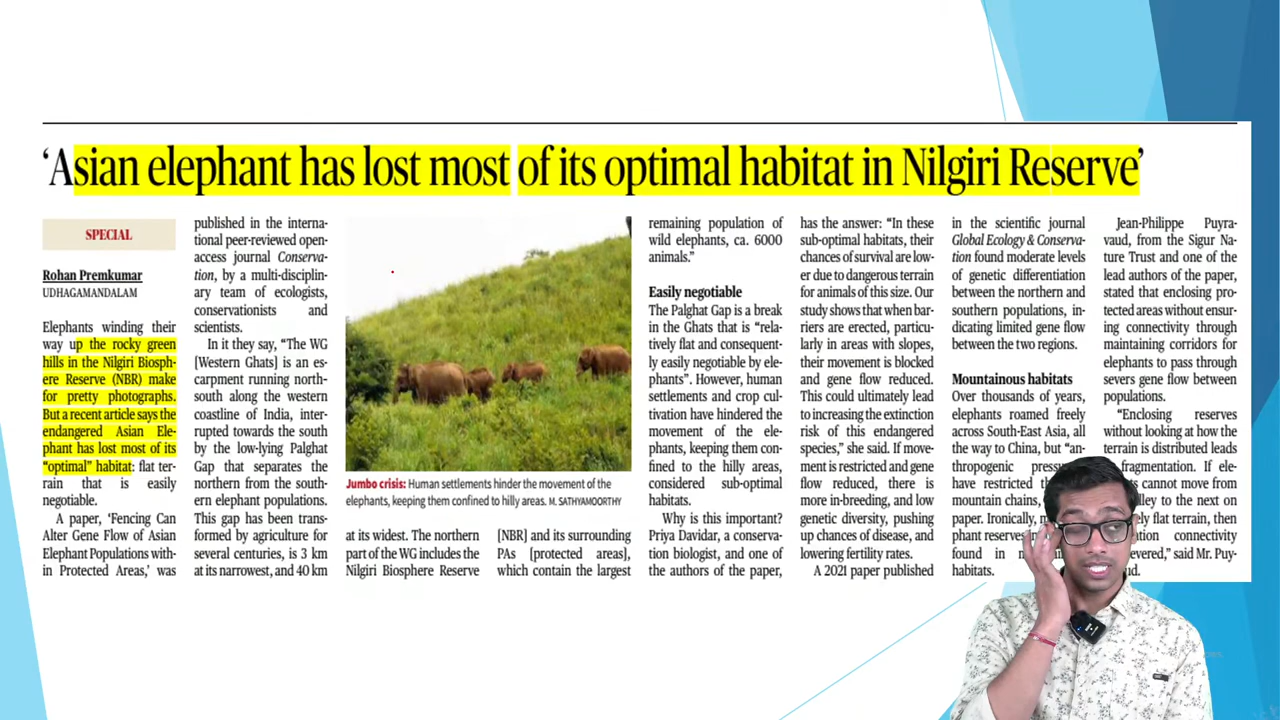 ‘Asian elephant has lost most of its optimal habitat in Nilgiri Reserve’
SPECIAL
Rohan Premkumar
UDHAGAMANDALAM
Elephants winding their
way up the rocky green
hills in the Nilgiri Biosph-
ere Reserve (NBR) make
for pretty photographs.
But a recent article says the
endangered Asian Ele-
phant has lost most of its
“optimal” habitat: flat ter-
rain that is easily
negotiable.
A paper, ‘Fencing Can
Alter Gene Flow of Asian
Elephant Populations with-
in Protected Areas,’ was
published in the interna-
tional peer-reviewed open-
access journal Conserva-
tion, by a multi-disciplin-
ary team of ecologists,
conservationists and
scientists.
In it they say, “The WG
[Western Ghats] is an es-
carpment running north-
south along the western
coastline of India, inter-
rupted towards the south
by the low-lying Palghat
Gap that separates the
northern from the south-
ern elephant populations.
This gap has been trans-
formed by agriculture for
several centuries, is 3 km
at its narrowest, and 40 km
Jumbo crisis: Human settlements hinder the movement of the
elephants, keeping them confined to hilly areas. M. SATHYAMOORTHY
at its widest. The northern
part of the WG includes the
Nilgiri Biosphere Reserve
[NBR] and its surrounding
PAs [protected areas],
which contain the largest
remaining population of
wild elephants, ca. 6000
animals.”
Easily negotiable
The Palghat Gap is a break
in the Ghats that is “rela-
tively flat and consequent-
ly easily negotiable by ele-
phants”. However, human
settlements and crop cul-
tivation have hindered the
movement of the ele-
phants, keeping them con-
fined to the hilly areas,
considered sub-optimal
habitats.
Why is this important?
Priya Davidar, a conserva-
tion biologist, and one of
the authors of the paper,
has the answer: “In these
sub-optimal habitats, their
chances of survival are low-
er due to dangerous terrain
for animals of this size. Our
study shows that when bar-
riers are erected, particu-
larly in areas with slopes,
their movement is blocked
and gene flow reduced.
This could ultimately lead
to increasing the extinction
risk of this endangered
species,” she said. If move-
ment is restricted and gene
flow reduced, there is
more in-breeding, and low
genetic diversity, pushing
up chances of disease, and
lowering fertility rates.
A 2021 paper published
in the scientific journal
Global Ecology & Conserva-
tion found moderate levels
of genetic differentiation
between the northern and
southern populations, in-
dicating limited gene flow
between the two regions.
Mountainous habitats
Over thousands of years,
elephants roamed freely
across South-East Asia, all
the way to China, but “an-
thropogenic
have restricted
mountain chains,
paper. Ironically,
phant reserves
found in
habitats.
Jean-Philippe Puyra-
vaud, from the Sigur Na-
ture Trust and one of the
lead authors of the paper,
stated that enclosing pro-
tected areas without ensur-
ing connectivity through
maintaining corridors for
elephants to pass through
severs gene flow between
populations.
“Enclosing reserves
without looking at how the
terrain is distributed leads
fragmentation. If ele-
cannot move from
to the next on
flat terrain, then
connectivity
said Mr. Puy-